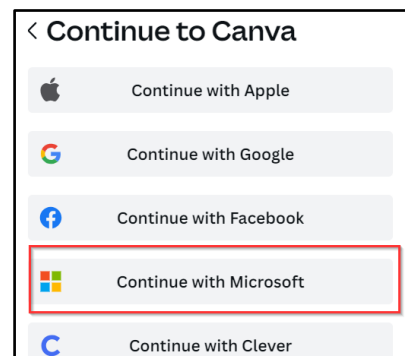 Continue to Canva
Continue with Apple
Continue with Google
Continue with Facebook
Continue with Microsoft
Continue with Clever